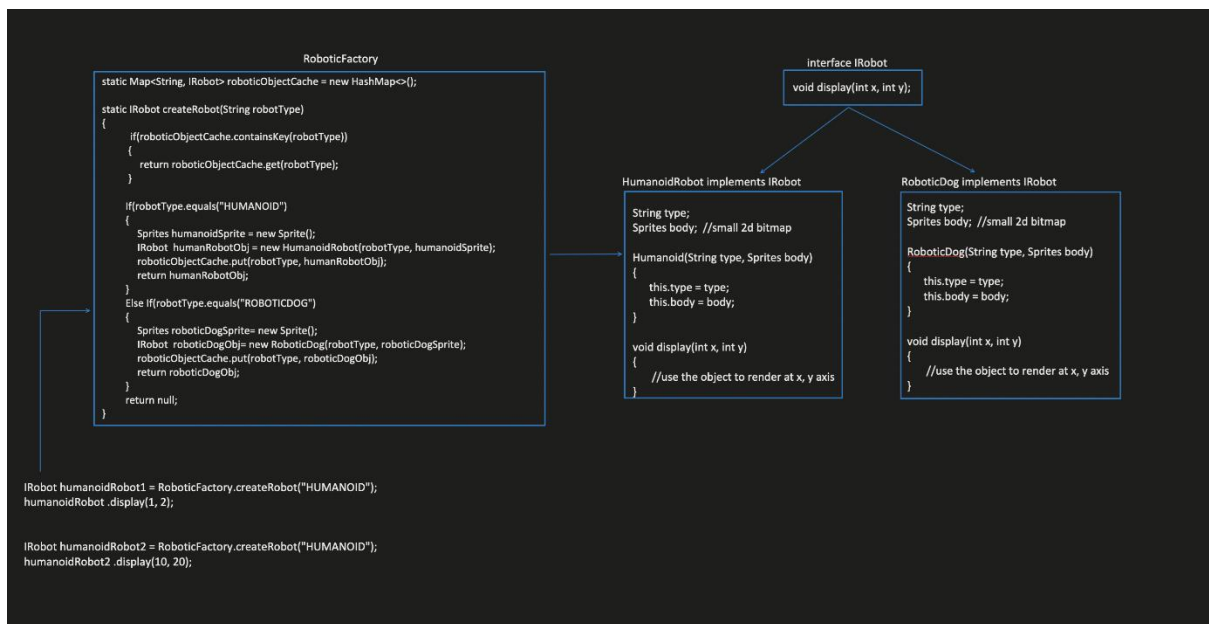 RoboticFactory
static Map<String, IRobot> roboticObjectCache = new HashMap<>();
static IRobot createRobot(String robotType)
{
if(roboticObjectCache.containsKey(robotType))
{
return roboticObjectCache.get(robotType);
}
If(robotType.equals("HUMANOID")
{
Sprites humanoidSprite = new Sprite();
IRobot humanRobotObj = new HumanoidRobot(robotType, humanoidSprite);
roboticObjectCache.put(robotType, humanRobotObj);
return humanRobotObj;
}
Else If(robotType.equals("ROBOTICDOG")
{
Sprites roboticDogSprite= new Sprite();
IRobot roboticDogObj= new RoboticDog(robotType, roboticDogSprite);
roboticObjectCache.put(robotType, roboticDogObj);
return roboticDogObj;
}
return null;
}
interface IRobot
void display(int x, int y);
HumanoidRobot implements IRobot
String type;
Sprites body; //small 2d bitmap
Humanoid(String type, Sprites body)
{
this.type = type;
this.body = body;
}
void display(int x, int y)
{
//use the object to render at x, y axis
}
RoboticDog implements IRobot
String type;
Sprites body; //small 2d bitmap
RoboticDog(String type, Sprites body)
{
this.type = type;
this.body = body;
}
void display(int x, int y)
{
//use the object to render at x, y axis
}
IRobot humanoidRobot1 = RoboticFactory.createRobot("HUMANOID");
humanoidRobot .display(1, 2);
IRobot humanoidRobot2 = RoboticFactory.createRobot("HUMANOID");
humanoidRobot2 .display(10, 20);